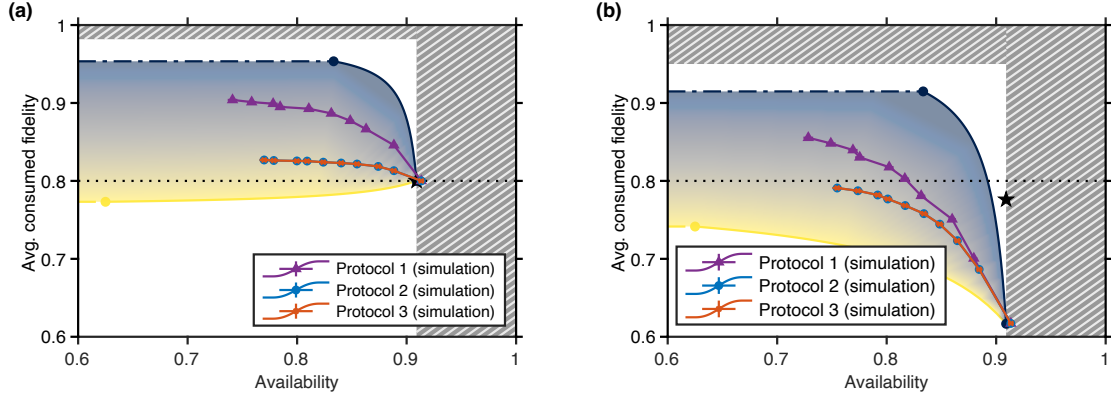 (a)
Avg. consumed fidelity
1
0.9
0.8
0.7
0.6
Protocol 1 (simulation)
Protocol 2 (simulation)
Protocol 3 (simulation)
0.6 0.7 0.8 0.9 1
Availability
(b)
Avg. consumed fidelity
1
0.9
0.8
0.7
0.6
Protocol 1 (simulation)
Protocol 2 (simulation)
Protocol 3 (simulation)
0.6 0.7 0.8 0.9 1
Availability